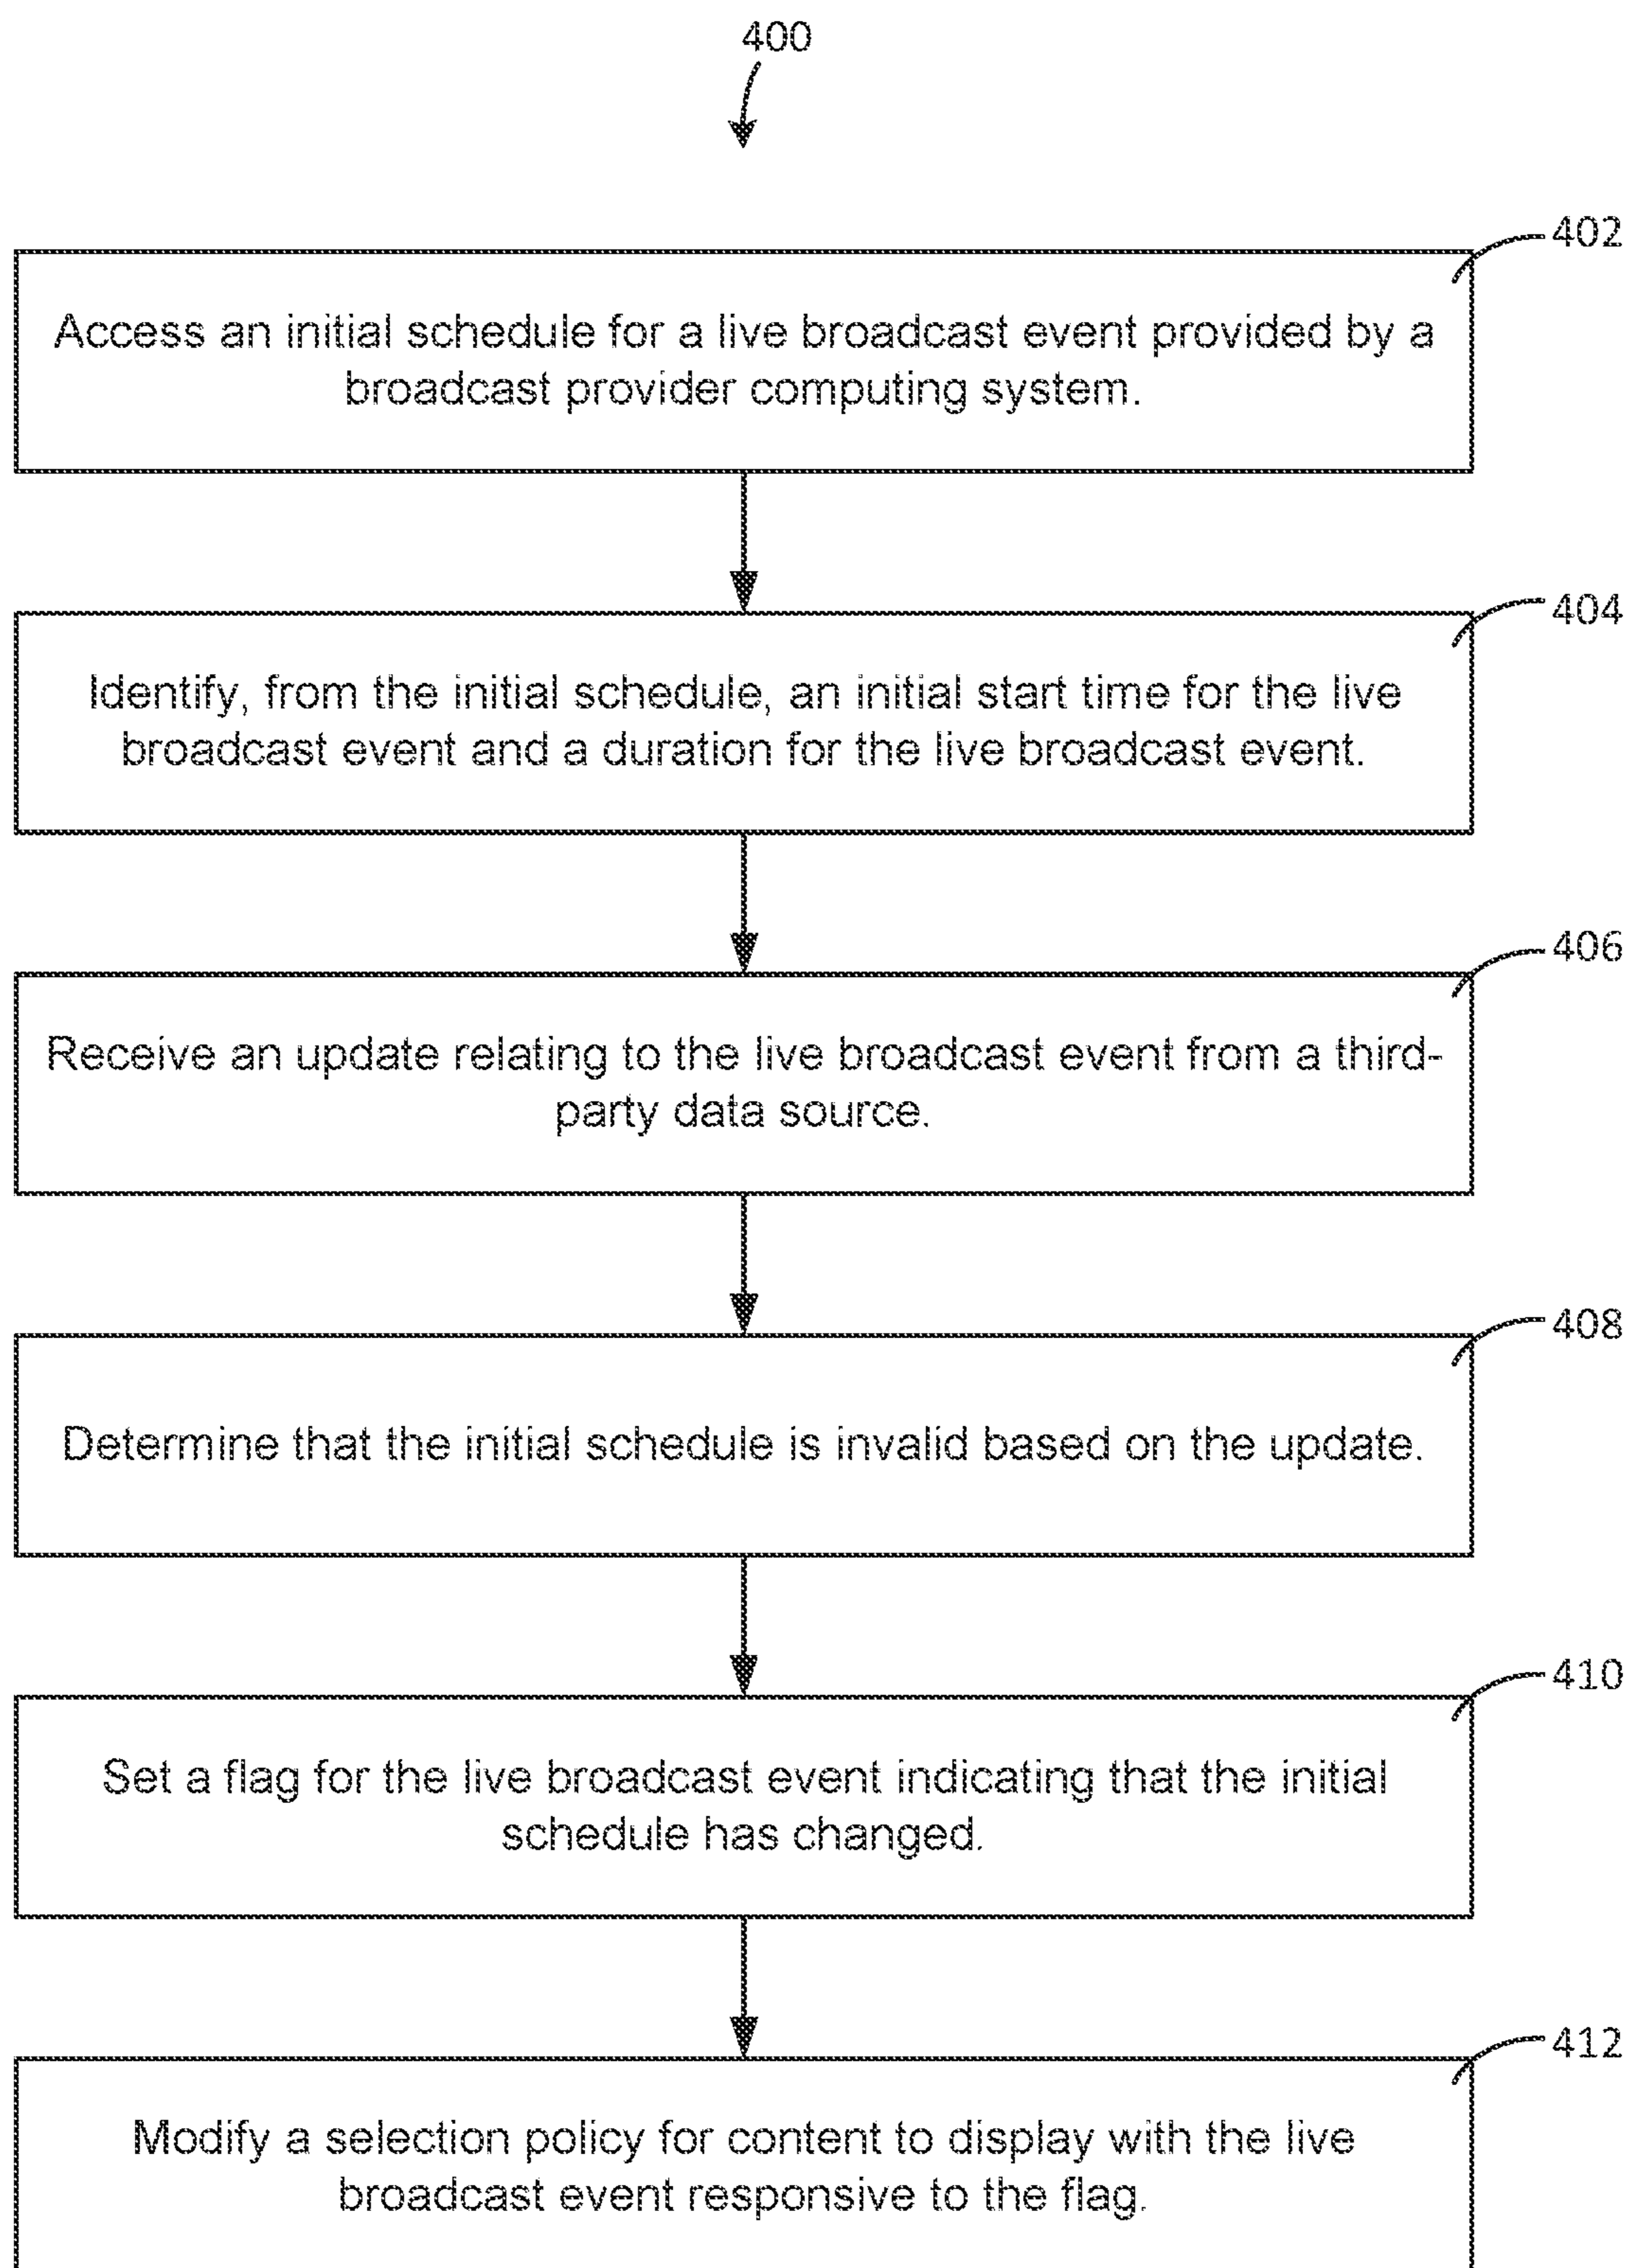 400
402
Access an initial schedule for a live broadcast event provided by a
broadcast provider computing system.
404
Identify, from the initial schedule, an initial start time for the live
broadcast event and a duration for the live broadcast event.
406
Receive an update relating to the live broadcast event from a third-
party data source.
408
Determine that the initial schedule is invalid based on the update.
410
Set a flag for the live broadcast event indicating that the initial
schedule has changed.
412
Modify a selection policy for content to display with the live
broadcast event responsive to the flag.